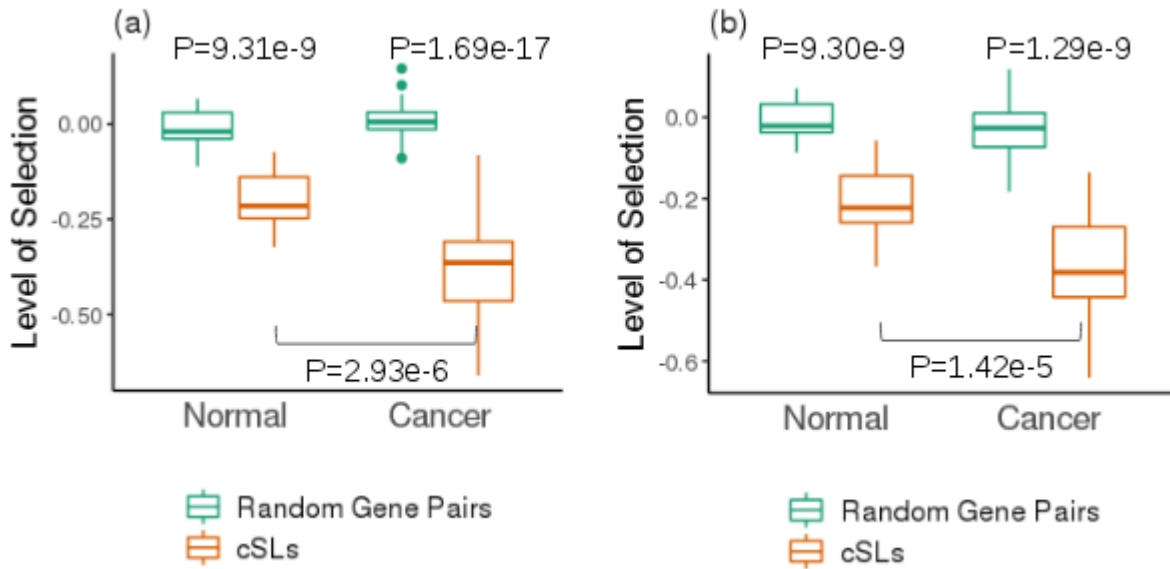 (a)
P=9.31e-9 P=1.69e-17
Level of Selection
0.00
-0.25
-0.50
P=2.93e-6
Normal Cancer
Random Gene Pairs
cSLs
(b)
P=9.30e-9 P=1.29e-9
Level of Selection
0.0
-0.2
-0.4
-0.6
P=1.42e-5
Normal Cancer
Random Gene Pairs
cSLs